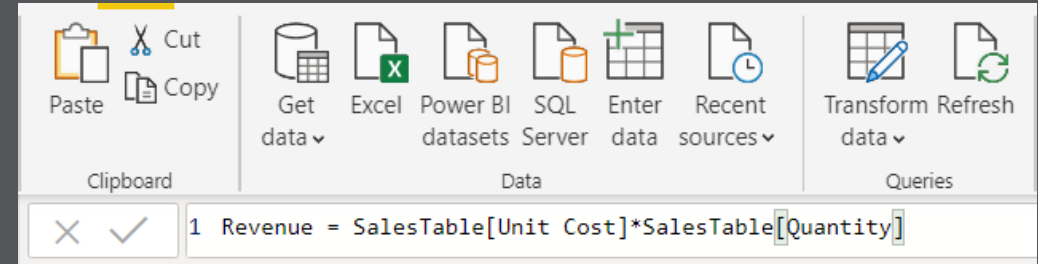 Cut
Copy
Paste
Get data
Excel
Power BI datasets
SQL Server
Enter data
Recent sources
Transform data
Refresh
Clipboard
Data
Queries
1 Revenue = SalesTable[Unit Cost]*SalesTable[Quantity]